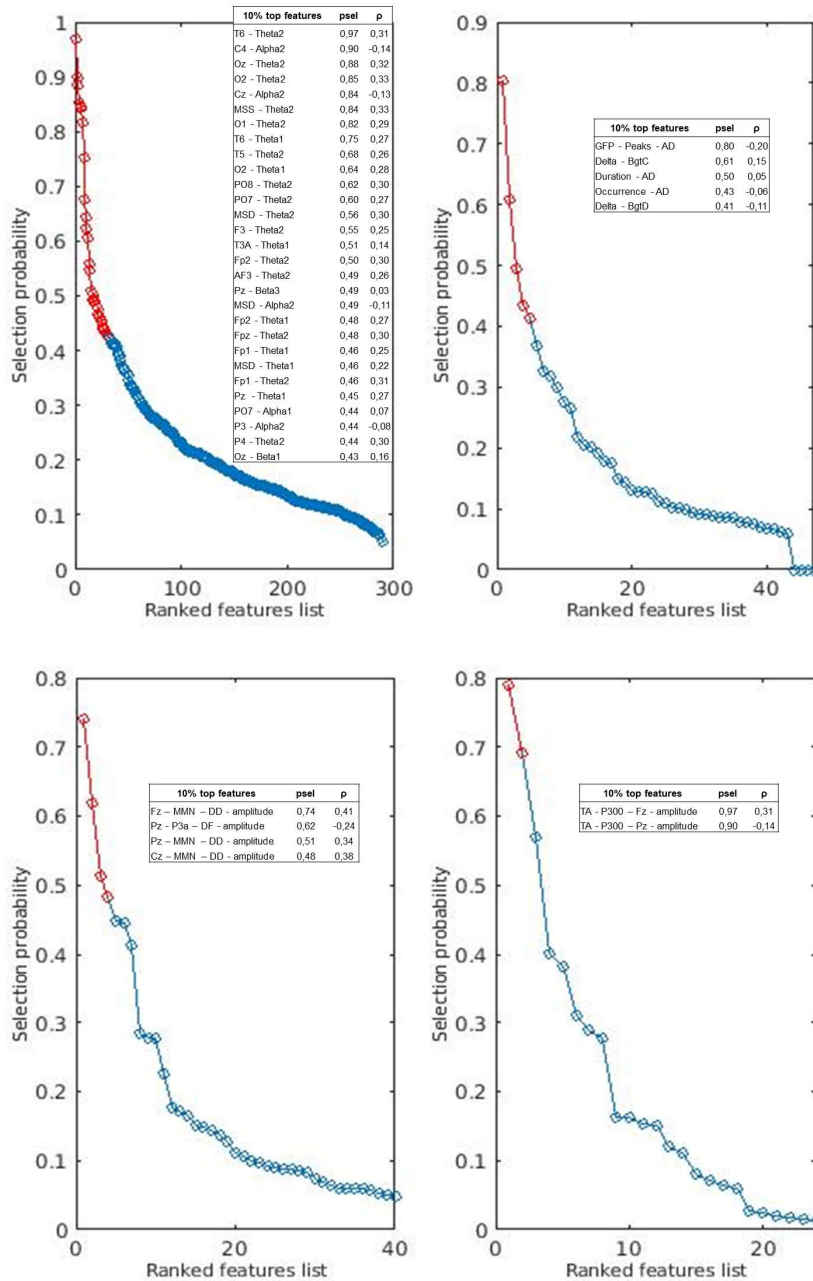 10% top features psel ρ
T6 - Theta2 0,97 0,31
C4 - Alpha2 0,90 -0,14
Oz - Theta2 0,88 0,32
O2 - Theta2 0,85 0,33
Cz - Alpha2 0,84 -0,13
MSS - Theta2 0,84 0,33
O1 - Theta2 0,82 0,29
T6 - Theta1 0,75 0,27
T5 - Theta2 0,68 0,26
O2 - Theta1 0,64 0,28
PO8 - Theta2 0,62 0,30
PO7 - Theta2 0,60 0,27
MSD - Theta2 0,56 0,30
F3 - Theta2 0,55 0,25
T3A - Theta1 0,51 0,14
Fp2 - Theta2 0,50 0,30
AF3 - Theta2 0,49 0,26
Pz - Beta3 0,49 0,03
MSD - Alpha2 0,49 -0,11
Fp2 - Theta1 0,48 0,27
Fpz - Theta2 0,48 0,30
Fp1 - Theta1 0,46 0,25
MSD - Theta1 0,46 0,22
Fp1 - Theta2 0,46 0,31
Pz - Theta1 0,45 0,27
PO7 - Alpha1 0,44 0,07
P3 - Alpha2 0,44 -0,08
P4 - Theta2 0,44 0,30
Oz - Beta1 0,43 0,16
1
0.9
0.8
0.7
0.6
0.5
0.4
0.3
0.2
0.1
0
Selection probability
0 100 200 300
Ranked features list
10% top features psel ρ
GFP - Peaks - AD 0,80 -0,20
Delta - BgtC 0,61 0,15
Duration - AD 0,50 0,05
Occurrence - AD 0,43 -0,06
Delta - BgtD 0,41 -0,11
0.9
0.8
0.7
0.6
0.5
0.4
0.3
0.2
0.1
0
Selection probability
0 20 40
Ranked features list
10% top features psel ρ
Fz – MMN – DD - amplitude 0,74 0,41
Pz - P3a – DF - amplitude 0,62 -0,24
Pz – MMN – DD - amplitude 0,51 0,34
Cz – MMN – DD - amplitude 0,48 0,38
0.8
0.7
0.6
0.5
0.4
0.3
0.2
0.1
0
Selection probability
0 20 40
Ranked features list
10% top features psel ρ
TA - P300 – Fz - amplitude 0,97 0,31
TA - P300 – Pz - amplitude 0,90 -0,14
0.8
0.7
0.6
0.5
0.4
0.3
0.2
0.1
0
Selection probability
0 10 20
Ranked features list